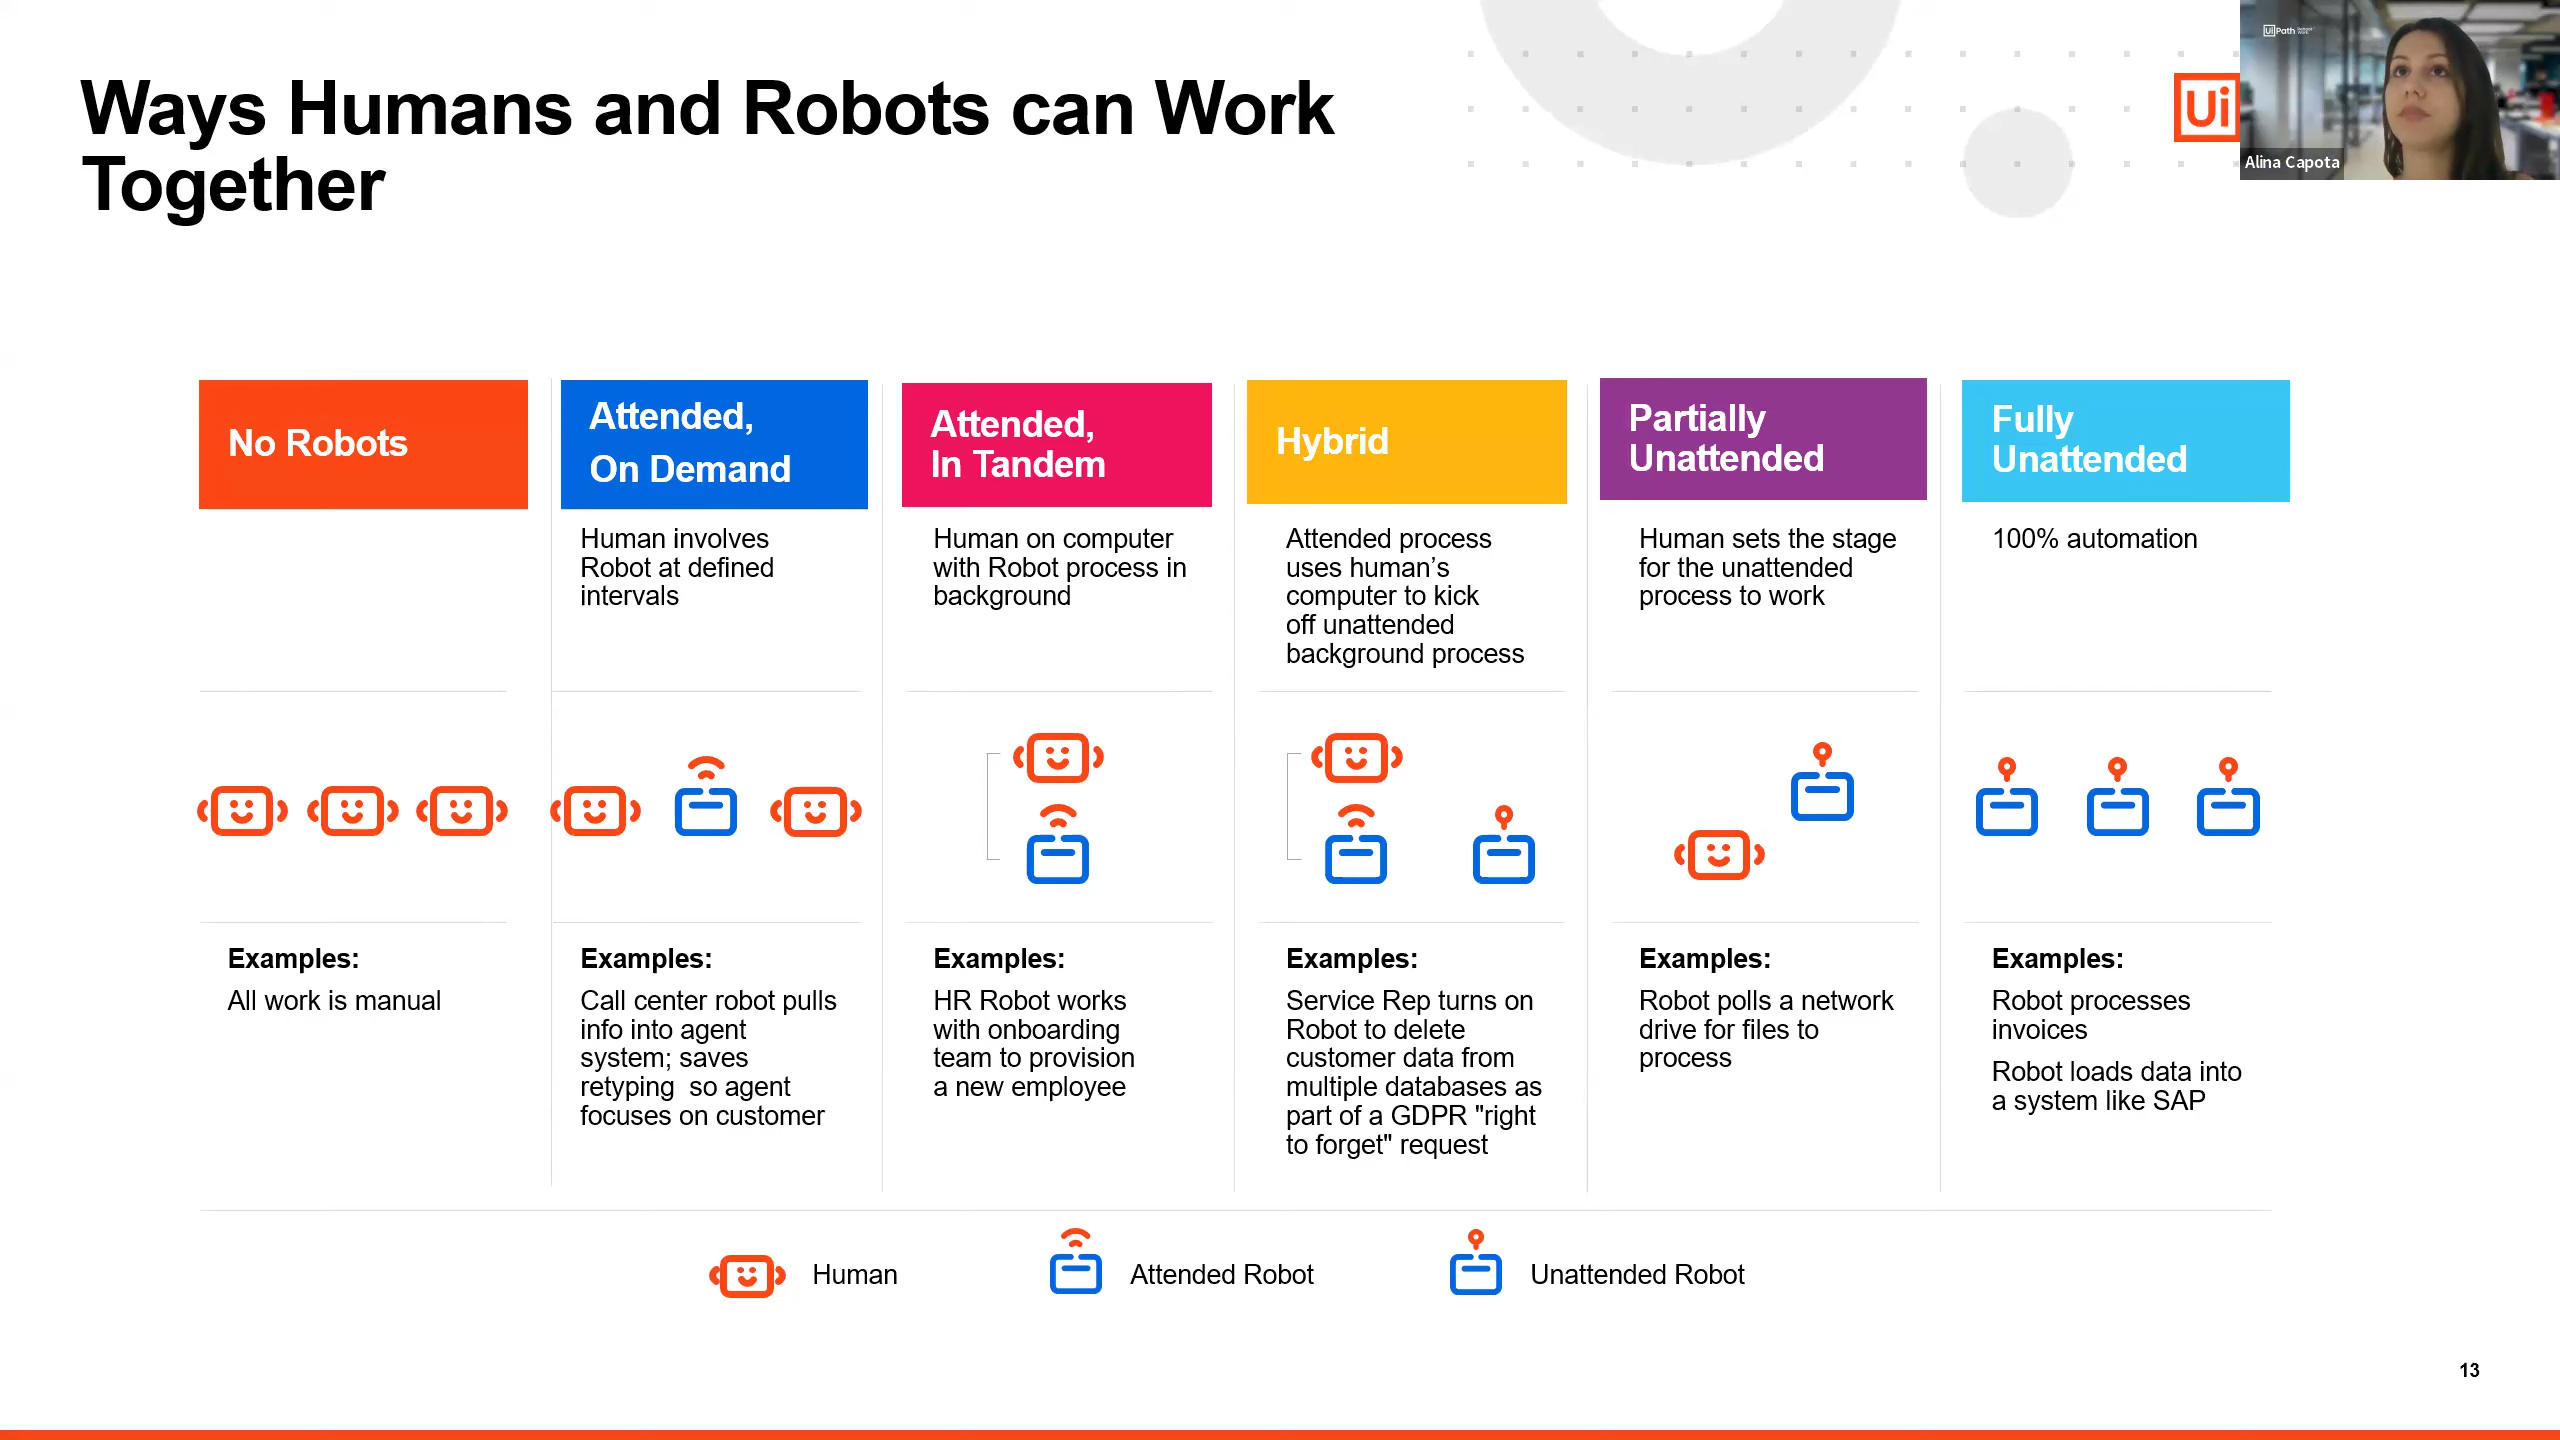 Ways Humans and Robots can Work
Together
Ui
UiPath
Alina Capota
No Robots
Attended,
On Demand
Attended,
In Tandem
Hybrid
Partially
Unattended
Fully
Unattended
Human involves
Robot at defined
intervals
Human on computer
with Robot process in
background
Attended process
uses human’s
computer to kick
off unattended
background process
Human sets the stage
for the unattended
process to work
100% automation
Examples:
All work is manual
Examples:
Call center robot pulls
info into agent
system; saves
retyping  so agent
focuses on customer
Examples:
HR Robot works
with onboarding
team to provision
a new employee
Examples:
Service Rep turns on
Robot to delete
customer data from
multiple databases as
part of a GDPR "right
to forget" request
Examples:
Robot polls a network
drive for files to
process
Examples:
Robot processes
invoices
Robot loads data into
a system like SAP
Human
Attended Robot
Unattended Robot
13